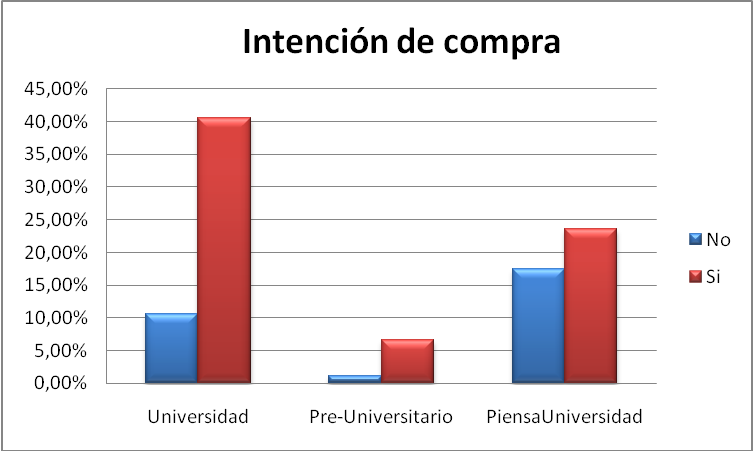 Intención de compra
45,00%
40,00%
35,00%
30,00%
25,00%
20,00%
15,00%
10,00%
5,00%
0,00%
Universidad
Pre-Universitario
PiensaUniversidad
No
Si